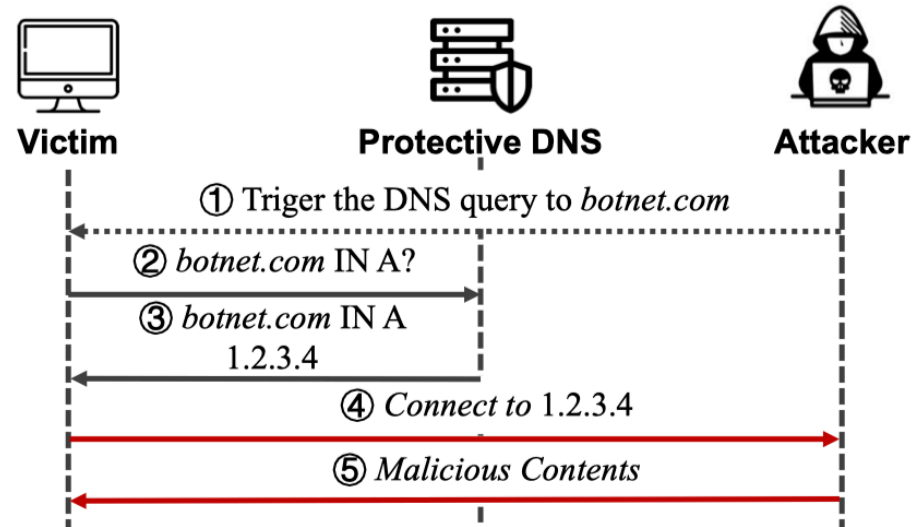 Victim
Protective DNS
Attacker
① Triger the DNS query to botnet.com
② botnet.com IN A?
③ botnet.com IN A
1.2.3.4
④ Connect to 1.2.3.4
⑤ Malicious Contents